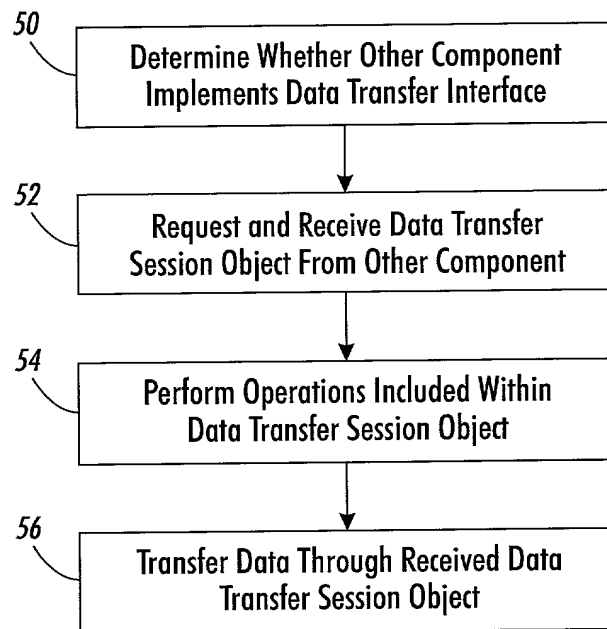 50
Determine Whether Other Component
Implements Data Transfer Interface
52
Request and Receive Data Transfer
Session Object From Other Component
54
Perform Operations Included Within
Data Transfer Session Object
56
Transfer Data Through Received Data
Transfer Session Object